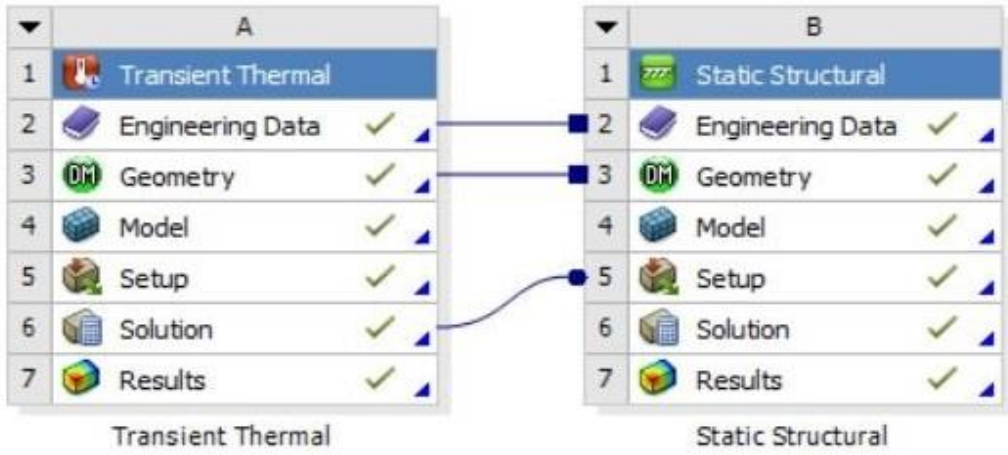 A
1 Transient Thermal
2 Engineering Data
3 DM Geometry
4 Model
5 Setup
6 Solution
7 Results
Transient Thermal
B
1 Static Structural
2 Engineering Data
3 DM Geometry
4 Model
5 Setup
6 Solution
7 Results
Static Structural